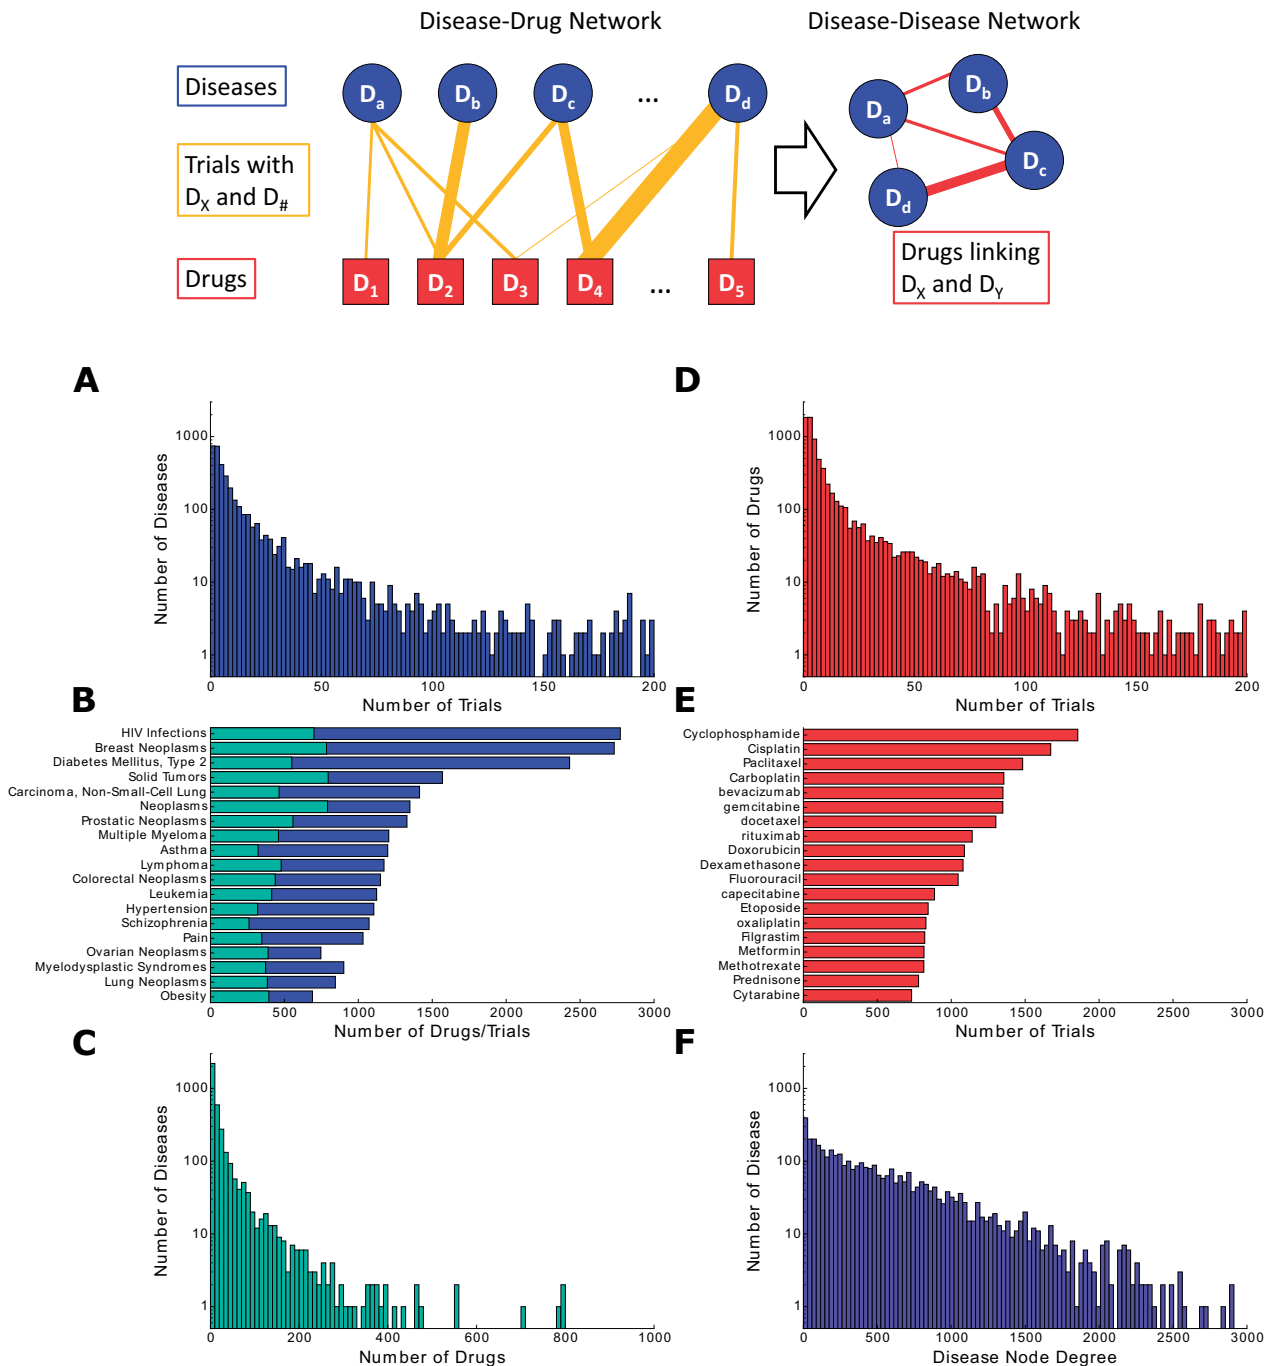 Disease-Drug Network
Disease-Disease Network
Diseases
Da
Db
Dc
...
Dd
Trials with
DX and D#
Drugs
D1
D2
D3
D4
...
D5
Da
Db
Dc
Dd
Drugs linking
DX and DY
A
Number of Diseases
1000
100
10
1
0 50 100 150 200
Number of Trials
D
Number of Drugs
1000
100
10
1
0 50 100 150 200
Number of Trials
B
HIV Infections
Breast Neoplasms
Diabetes Mellitus, Type 2
Solid Tumors
Carcinoma, Non-Small-Cell Lung
Neoplasms
Prostatic Neoplasms
Multiple Myeloma
Asthma
Lymphoma
Colorectal Neoplasms
Leukemia
Hypertension
Schizophrenia
Pain
Ovarian Neoplasms
Myelodysplastic Syndromes
Lung Neoplasms
Obesity
0 500 1000 1500 2000 2500 3000
Number of Drugs/Trials
E
Cyclophosphamide
Cisplatin
Paclitaxel
Carboplatin
bevacizumab
gemcitabine
docetaxel
rituximab
Doxorubicin
Dexamethasone
Fluorouracil
capecitabine
Etoposide
oxaliplatin
Filgrastim
Metformin
Methotrexate
Prednisone
Cytarabine
0 500 1000 1500 2000 2500 3000
Number of Trials
C
Number of Diseases
1000
100
10
1
0 200 400 600 800 1000
Number of Drugs
F
Number of Disease
1000
100
10
1
0 500 1000 1500 2000 2500 3000
Disease Node Degree